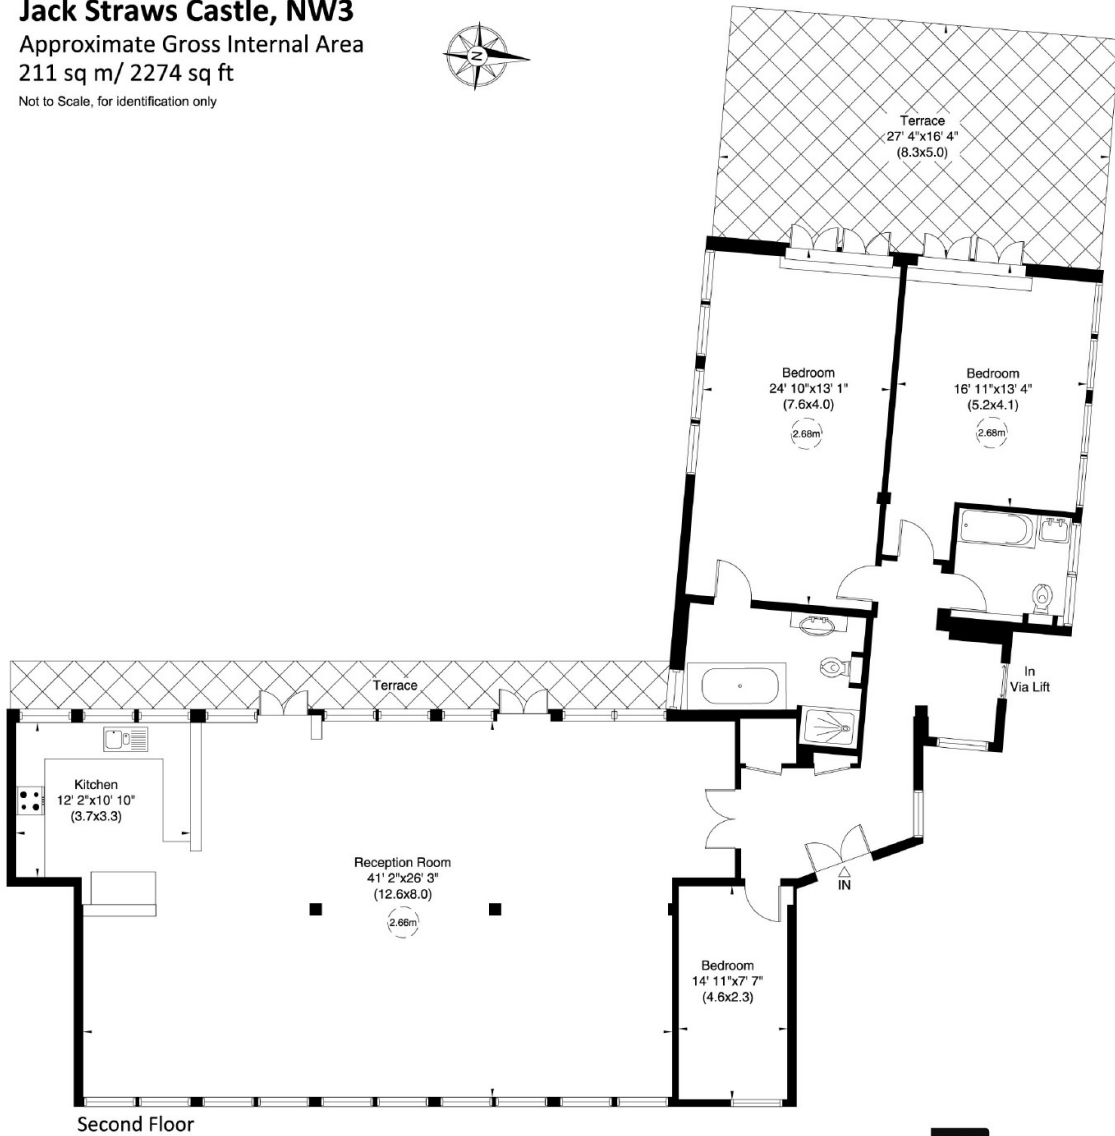 Jack Straws Castle, NW3
Approximate Gross Internal Area
211 sq m/ 2274 sq ft
Not to Scale, for identification only
N
Terrace
27' 4"x16' 4"
(8.3x5.0)
Bedroom
24' 10"x13' 1"
(7.6x4.0)
2.68m
Bedroom
16' 11"x13' 4"
(5.2x4.1)
2.68m
In
Via Lift
Terrace
Kitchen
12' 2"x10' 10"
(3.7x3.3)
Reception Room
41' 2"x26' 3"
(12.6x8.0)
2.66m
IN
Bedroom
14' 11"x7' 7"
(4.6x2.3)
Second Floor